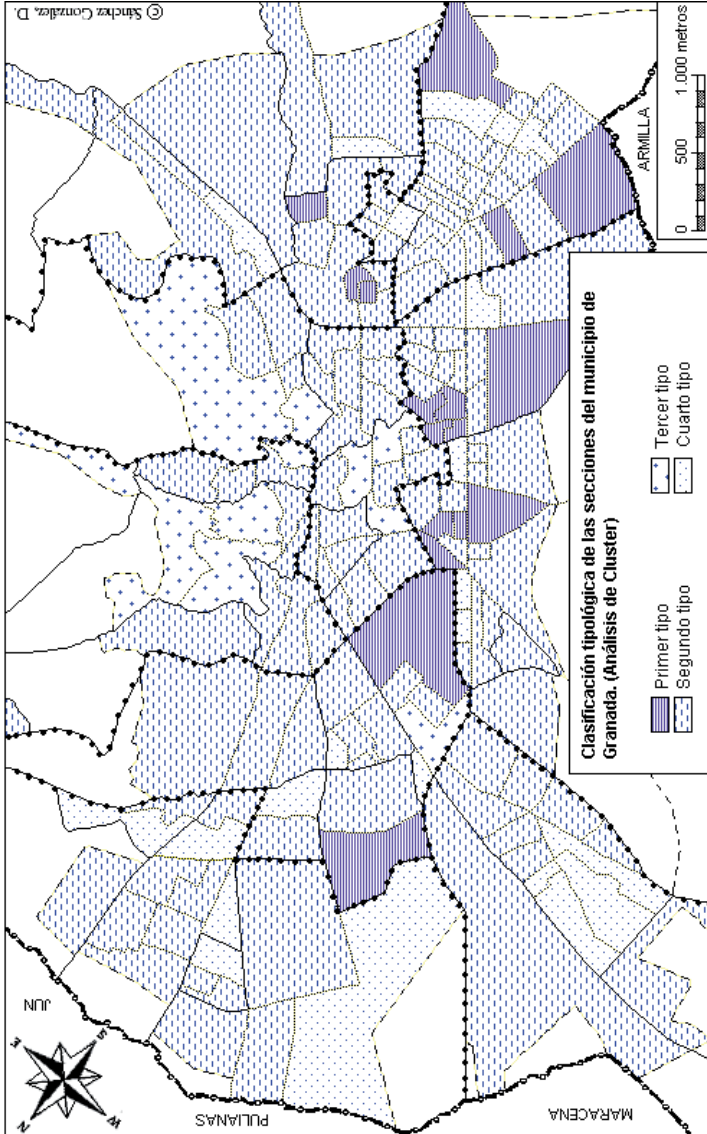 © Sánchez González, D.
JUN
N
E
S
W
PULIANAS
MARACENA
ARMILLA
0 500 1.000 metros
Clasificación tipológica de las secciones del municipio de
Granada. (Análisis de Cluster)
Primer tipo
Segundo tipo
Tercer tipo
Cuarto tipo